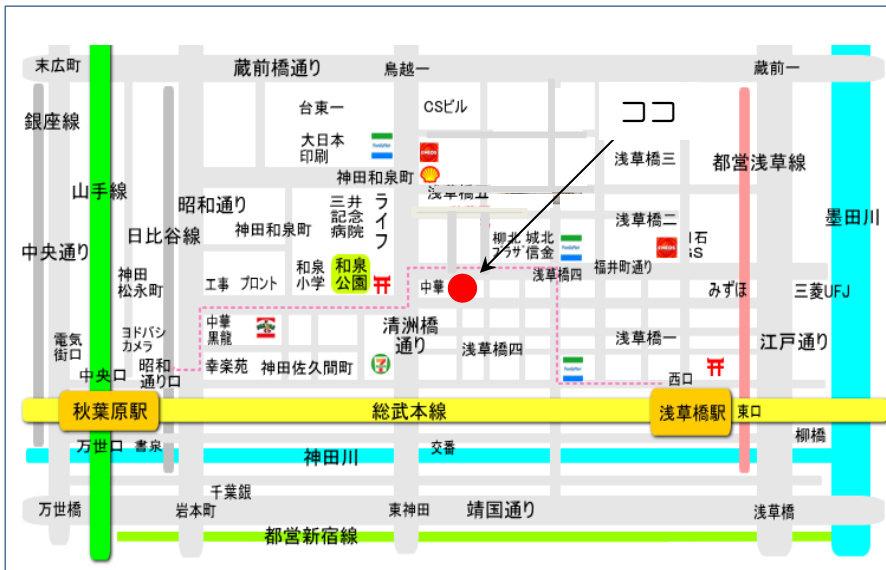 末広町
蔵前橋通り
鳥越一
蔵前一
銀座線
台東一
CSビル
ココ
大日本
印刷
FamilyMart
ENEOS
浅草橋三
都営浅草線
神田和泉町
浅草橋五
山手線
昭和通り
三井
記念
病院
ライフ
浅草橋二
墨田川
日比谷線
神田和泉町
柳北
プラザ
城北
信金
石
GS
中央通り
福井町通り
神田
松永町
工事
プロント
和泉
小学
和泉
公園
中華
浅草橋四
みずほ
三菱UFJ
中華
黒龍
清洲橋
通り
浅草橋一
江戸通り
電気
街口
ヨドバシ
カメラ
浅草橋四
中央口
昭和
通り口
幸楽苑
神田佐久間町
西口
秋葉原駅
総武本線
浅草橋駅
東口
万世口
書泉
神田川
交番
柳橋
千葉銀
万世橋
岩本町
東神田
靖国通り
浅草橋
都営新宿線